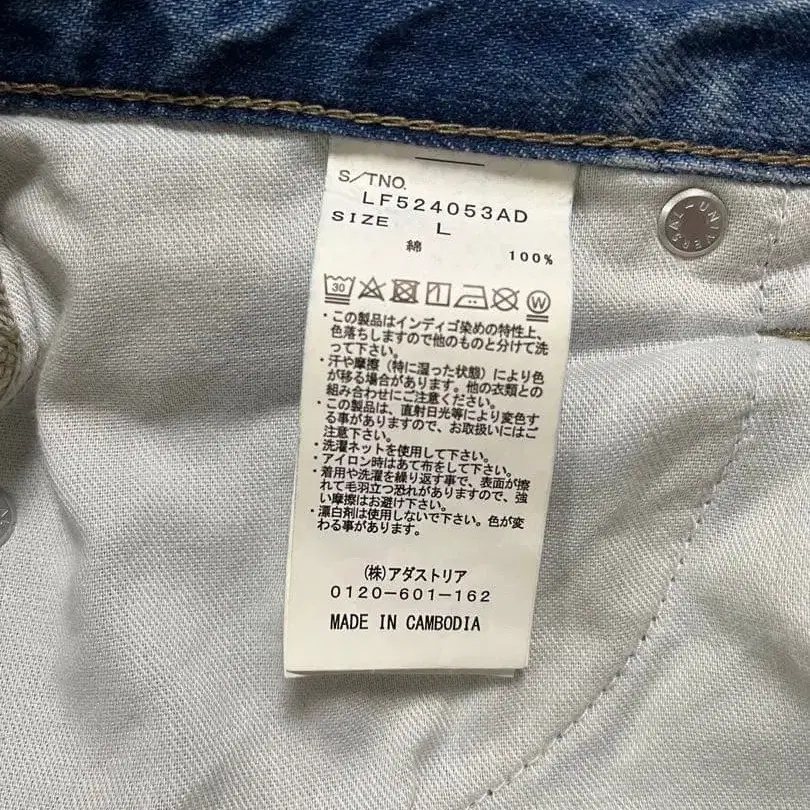 S/TNO.
LF524053AD
SIZE L
綿 100%
30
W
・この製品はインディゴ染めの特性上、
色落ちしますので他のものと分けて洗
って下さい。
・汗や摩擦（特に湿った状態）により色
が移る場合があります。他の衣類との
組み合わせにご注意ください。
・この製品は、直射日光等により変色す
る事がありますので、お取扱いにはご
注意下さい。
・洗濯ネットを使用して下さい。
・アイロン時はあて布をして下さい。
・着用や洗濯を繰り返す事で、表面が擦
れて毛羽立つ恐れがありますので、強
い摩擦はお避け下さい。
・漂白剤は使用しないで下さい。色が変
わる事があります。
(株)アダストリア
0120-601-162
MADE IN CAMBODIA
UNIVERSAL